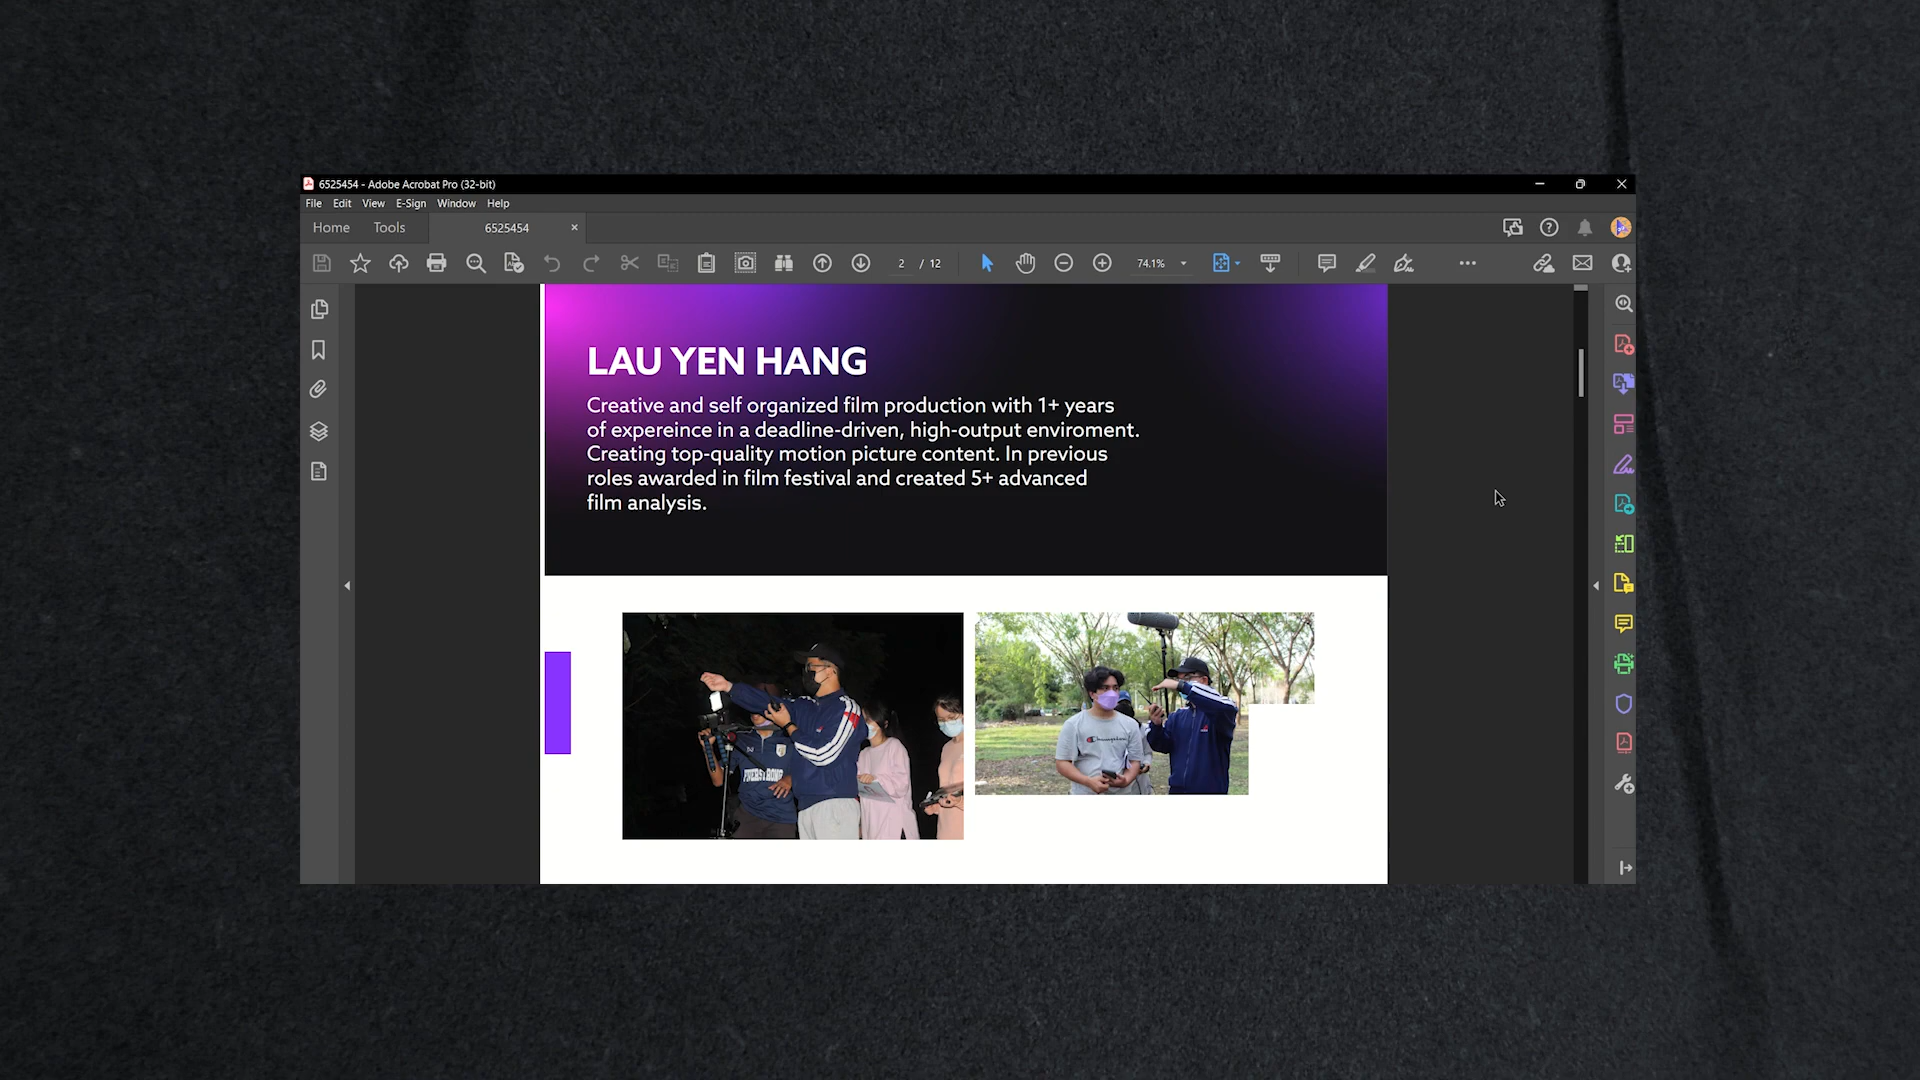 6525454 - Adobe Acrobat Pro (32-bit)
File Edit View E-Sign Window Help
Home Tools 6525454
2 / 12 74.1%
LAU YEN HANG
Creative and self organized film production with 1+ years
of expereince in a deadline-driven, high-output enviroment.
Creating top-quality motion picture content. In previous
roles awarded in film festival and created 5+ advanced
film analysis.
Champion